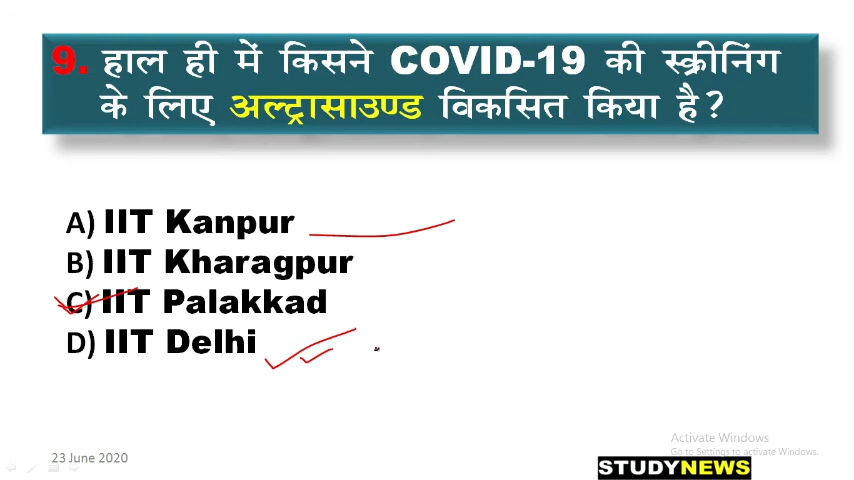 9. हाल ही में किसने COVID-19 की स्क्रीनिंग
के लिए अल्ट्रासाउण्ड विकसित किया है?
A) IIT Kanpur
B) IIT Kharagpur
C) IIT Palakkad
D) IIT Delhi
Activate Windows
Go to Settings to activate Windows.
23 June 2020
STUDYNEWS